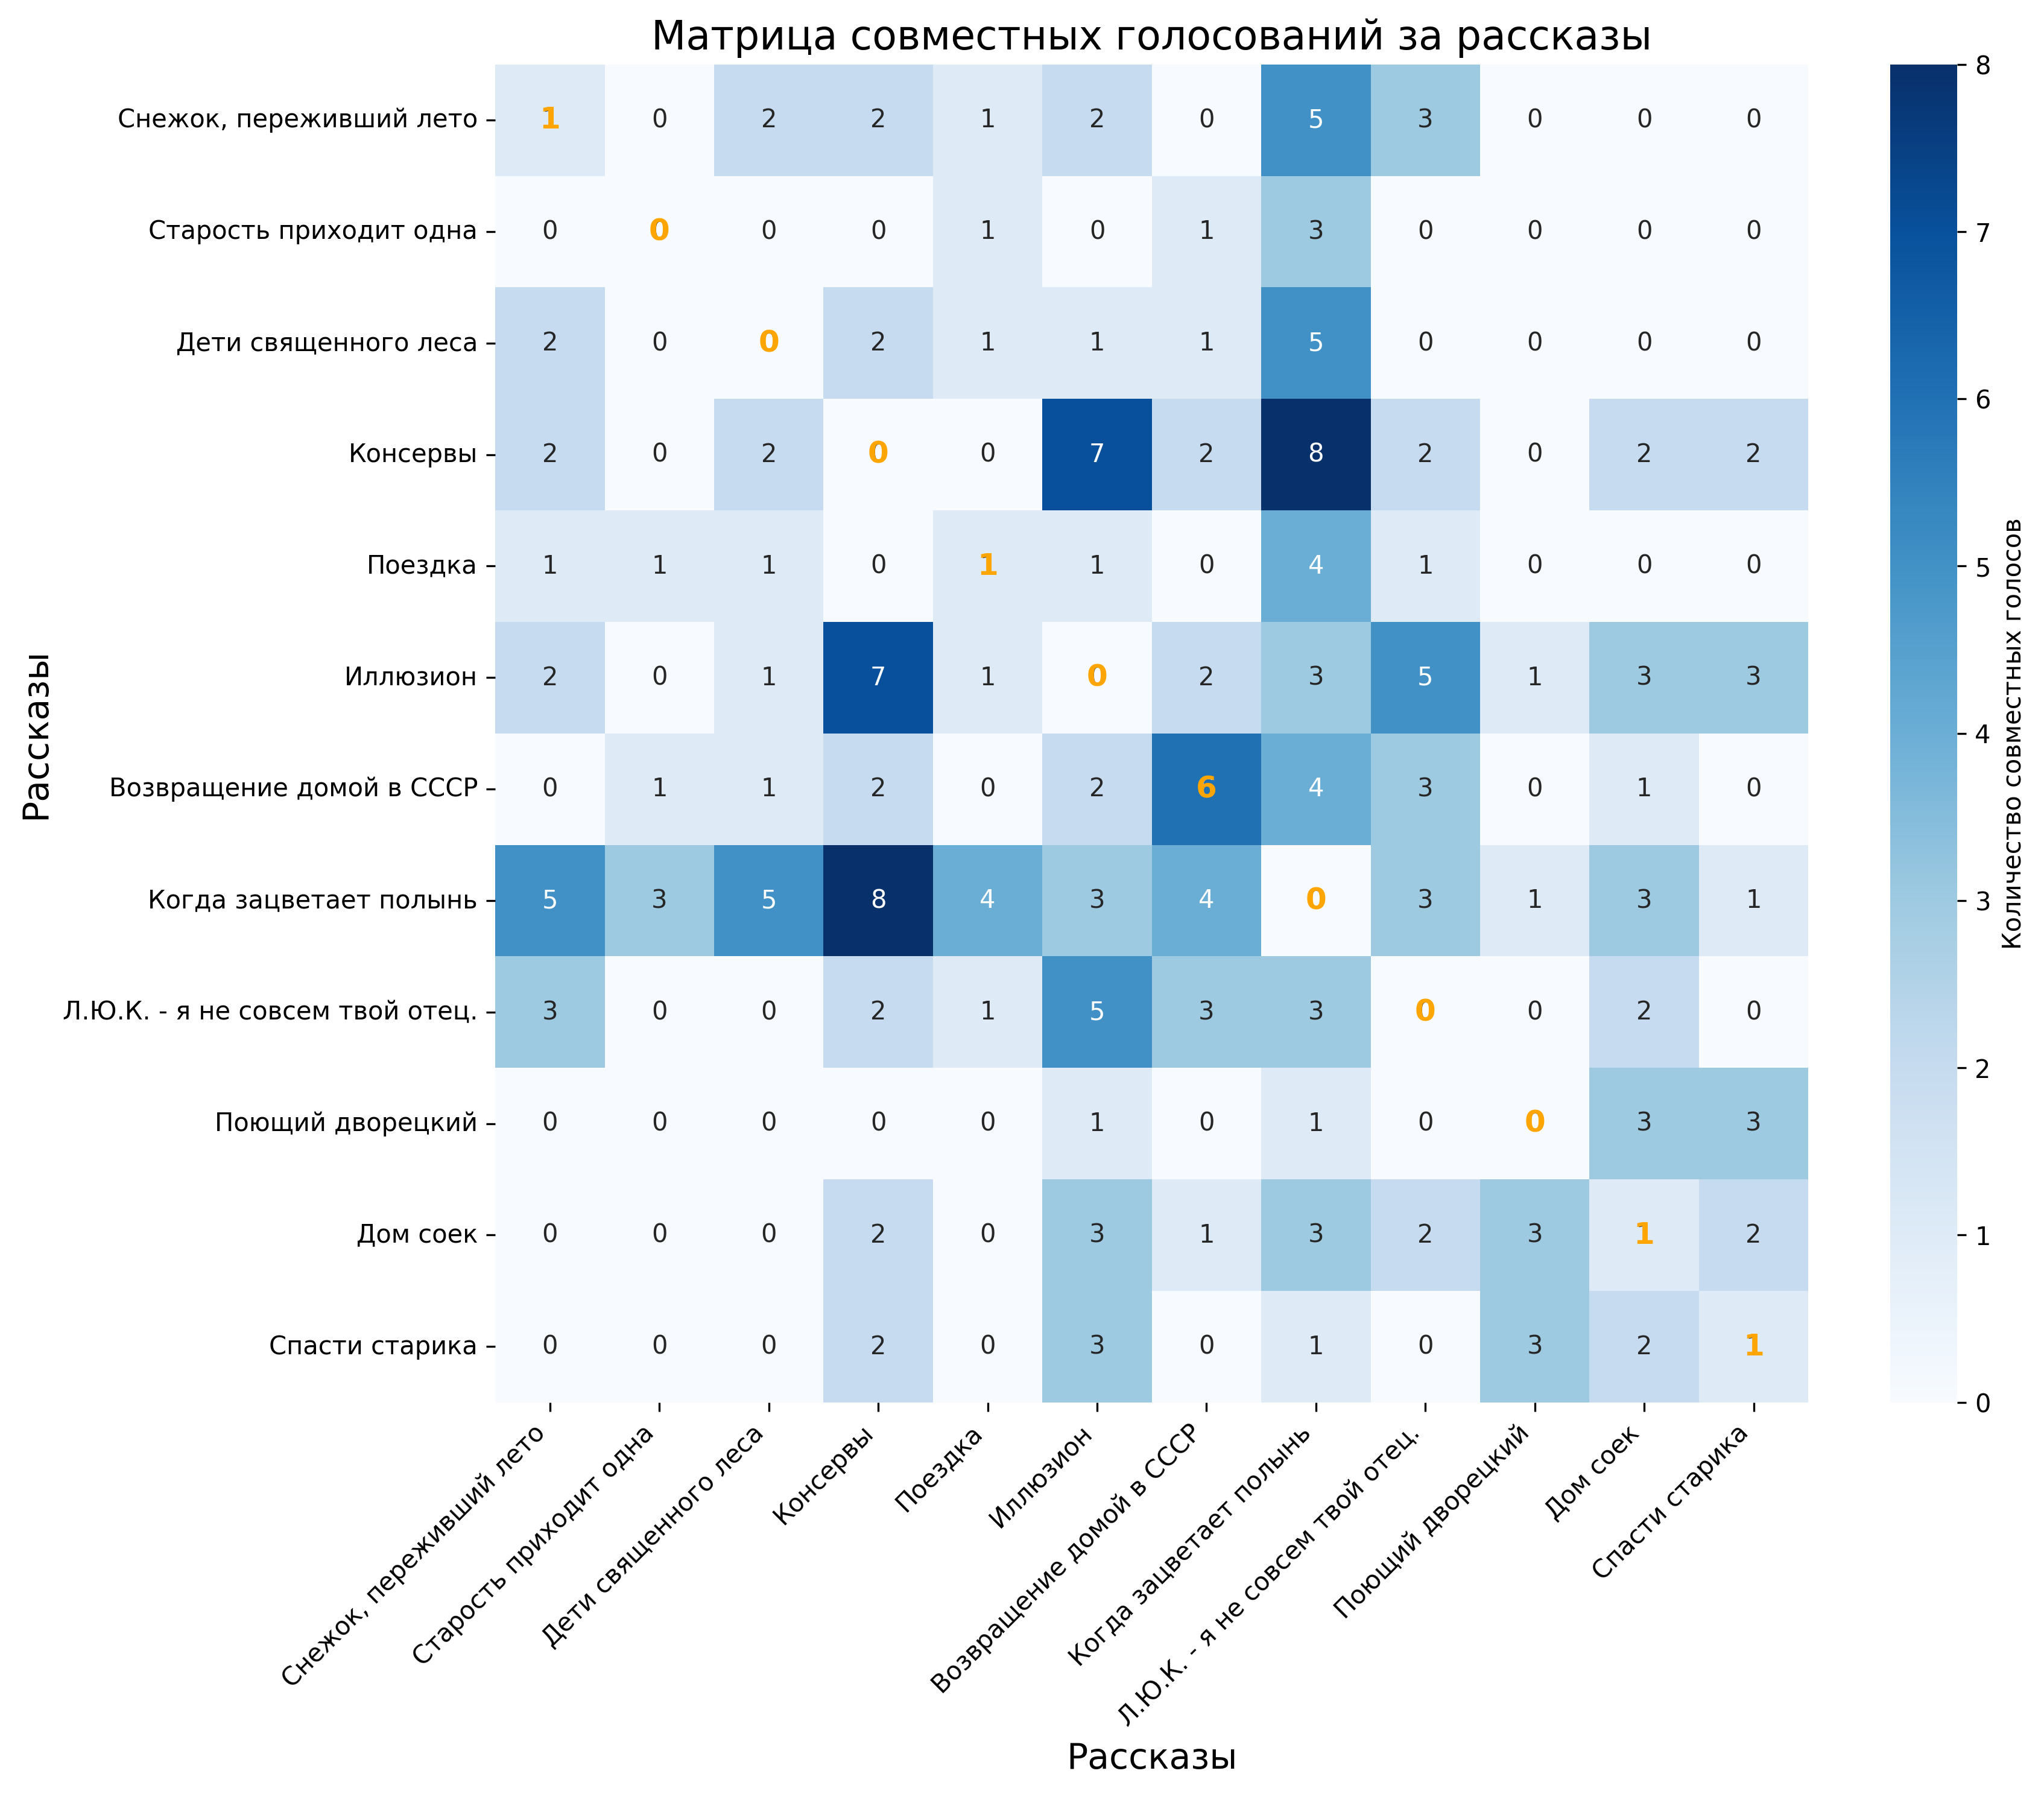 Матрица совместных голосований за рассказы
Снежок, переживший лето 1 0 2 2 1 2 0 5 3 0 0 0
Старость приходит одна 0 0 0 0 1 0 1 3 0 0 0 0
Дети священного леса 2 0 0 2 1 1 1 5 0 0 0 0
Консервы 2 0 2 0 0 7 2 8 2 0 2 2
Поездка 1 1 1 0 1 1 0 4 1 0 0 0
Иллюзион 2 0 1 7 1 0 2 3 5 1 3 3
Возвращение домой в СССР 0 1 1 2 0 2 6 4 3 0 1 0
Когда зацветает полынь 5 3 5 8 4 3 4 0 3 1 3 1
Л.Ю.К. - я не совсем твой отец. 3 0 0 2 1 5 3 3 0 0 2 0
Поющий дворецкий 0 0 0 0 0 1 0 1 0 0 3 3
Дом соек 0 0 0 2 0 3 1 3 2 3 1 2
Спасти старика 0 0 0 2 0 3 0 1 0 3 2 1
Рассказы
Снежок, переживший лето
Старость приходит одна
Дети священного леса
Консервы
Поездка
Иллюзион
Возвращение домой в СССР
Когда зацветает полынь
Л.Ю.К. - я не совсем твой отец.
Поющий дворецкий
Дом соек
Спасти старика
Рассказы
8
7
6
5
4
3
2
1
0
Количество совместных голосов